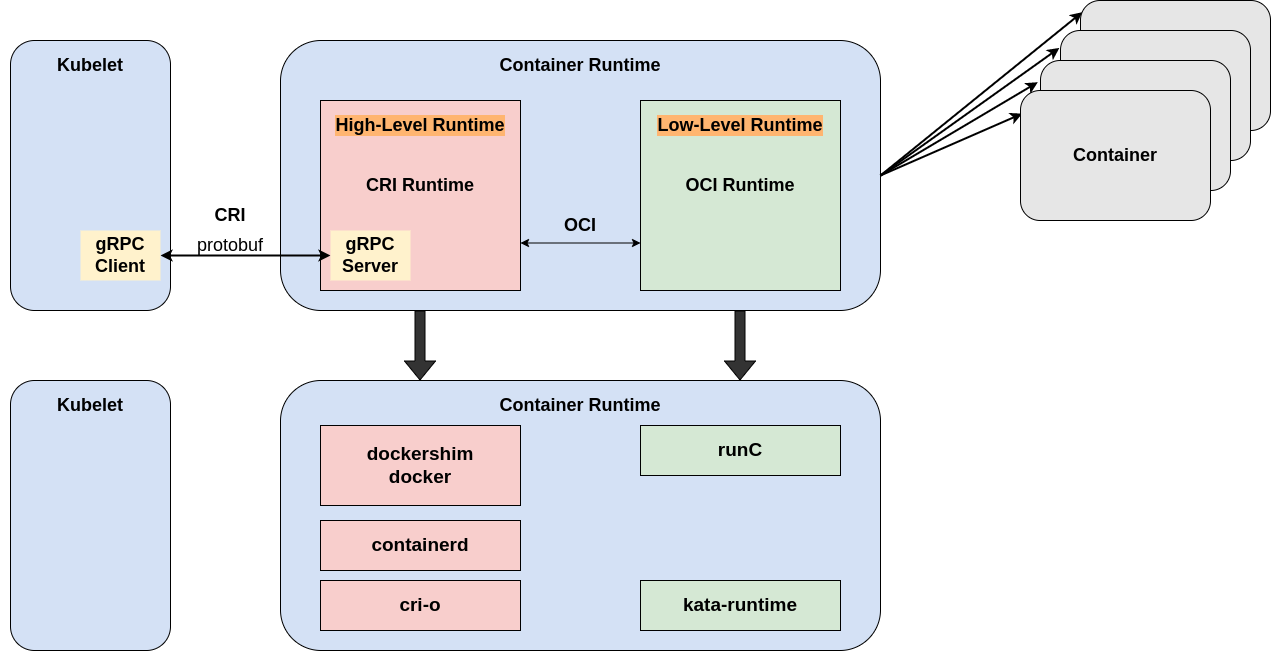 Kubelet
Container Runtime
High-Level Runtime
Low-Level Runtime
CRI Runtime
OCI Runtime
Container
CRI
protobuf
OCI
gRPC
Client
gRPC
Server
Kubelet
Container Runtime
dockershim
docker
runC
containerd
cri-o
kata-runtime